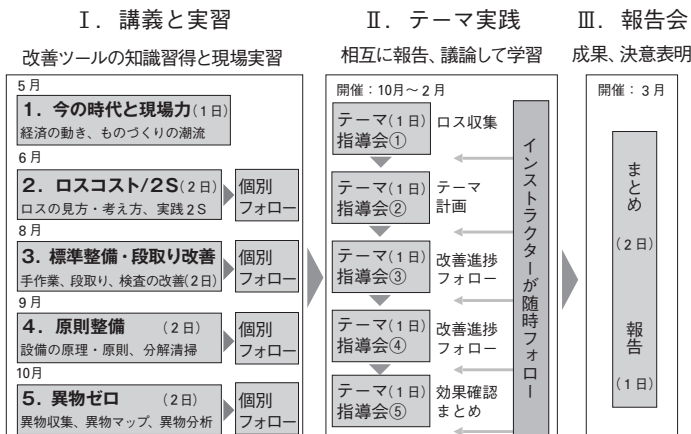 Ⅰ. 講義と実習
改善ツールの知識習得と現場実習
5月
1. 今の時代と現場力(1日)
経済の動き、ものづくりの潮流
6月
2. ロスコスト/2S(2日)
ロスの見方・考え方、実践2S
個別
フォロー
8月
3. 標準整備・段取り改善
手作業、段取り、検査の改善(2日)
個別
フォロー
9月
4. 原則整備 (2日)
設備の原理・原則、分解清掃
個別
フォロー
10月
5. 異物ゼロ (2日)
異物収集、異物マップ、異物分析
個別
フォロー
Ⅱ. テーマ実践
相互に報告、議論して学習
開催:10月〜2月
テーマ(1日)
指導会①
ロス収集
テーマ(1日)
指導会②
テーマ
計画
テーマ(1日)
指導会③
改善進捗
フォロー
テーマ(1日)
指導会④
改善進捗
フォロー
テーマ(1日)
指導会⑤
効果確認
まとめ
インストラクターが随時フォロー
Ⅲ. 報告会
成果、決意表明
開催:3月
まとめ
(2日)
報告
(1日)